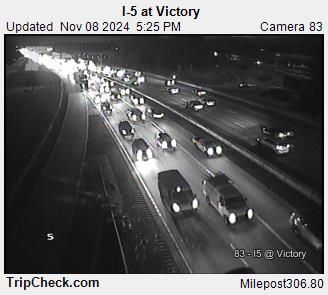 I-5 at Victory
Updated Nov 08 2024 5:25 PM Camera 83
S
83 - I5 @ Victory
TripCheck.com Milepost306.80